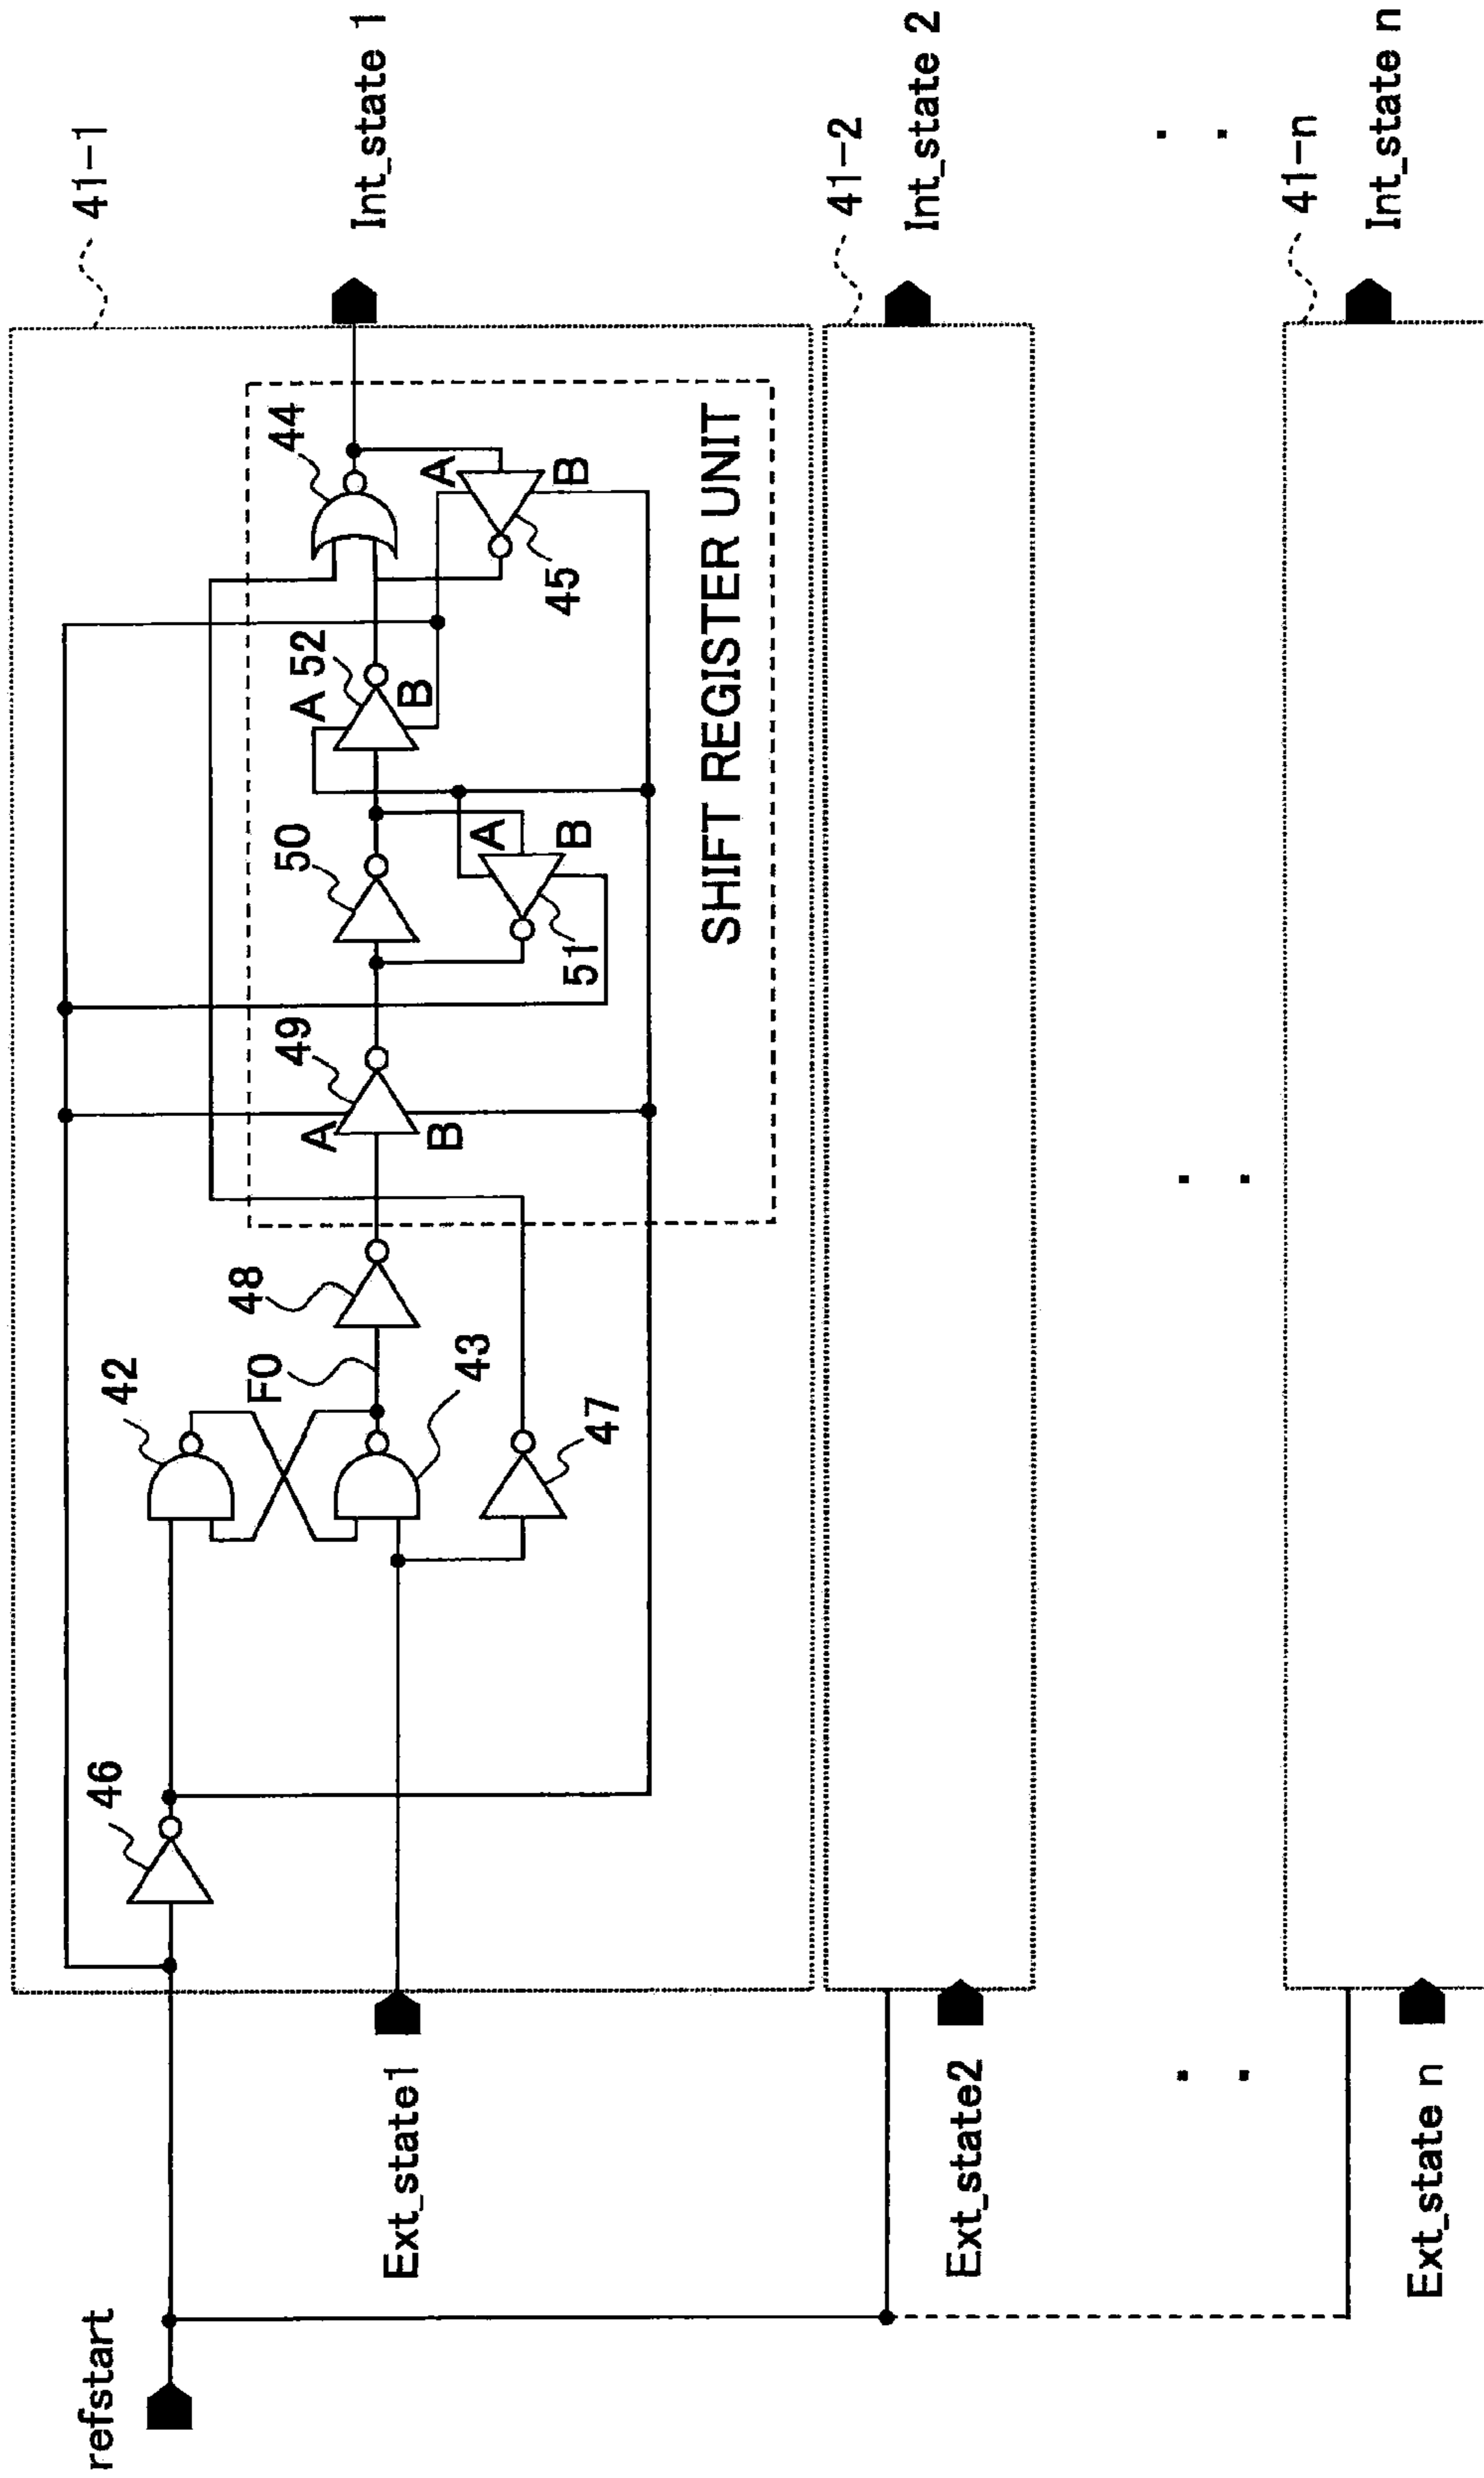 refstart
46
42
FO
48
43
47
49
A
B
50
51
A
B
A
52
B
44
A
B
45
SHIFT REGISTER UNIT
41-1
Ext_state1
Int_state 1
41-2
Ext_state2
Int_state 2
41-n
Ext_state n
Int_state n